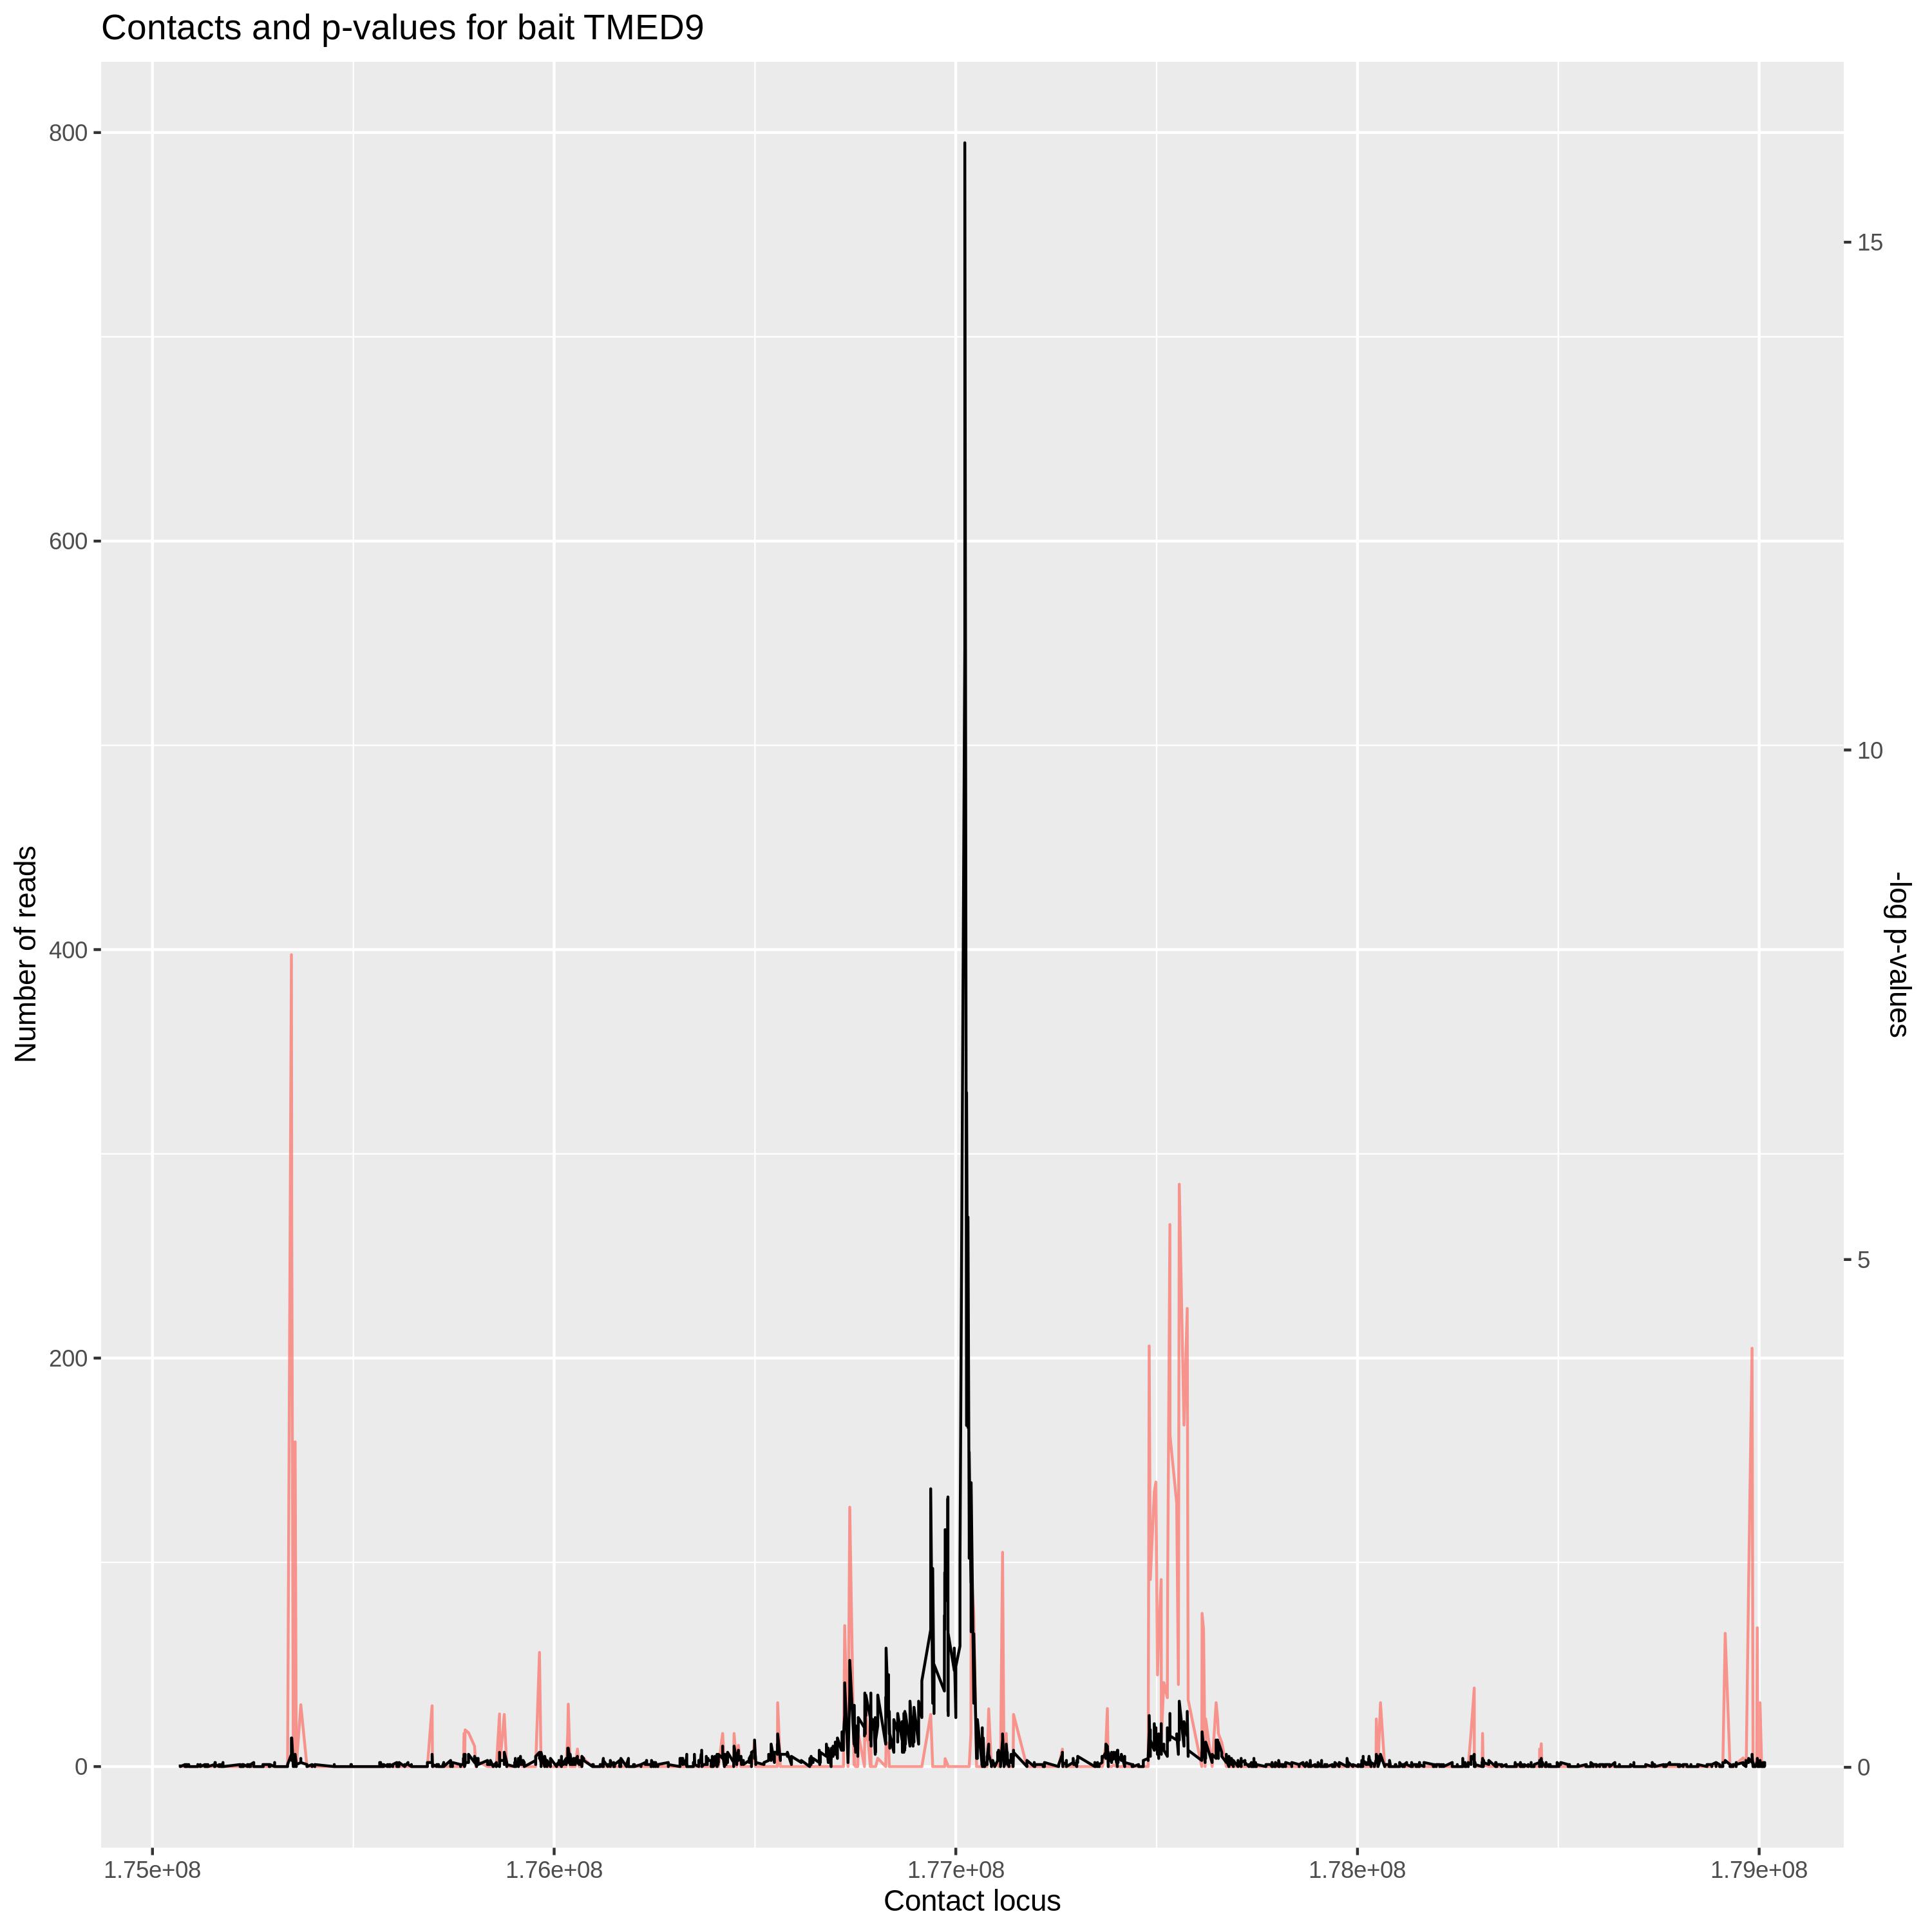 Contacts and p-values for bait TMED9
800
600
400
200
0
Number of reads
15
10
5
0
-log p-values
1.75e+08
1.76e+08
1.77e+08
1.78e+08
1.79e+08
Contact locus